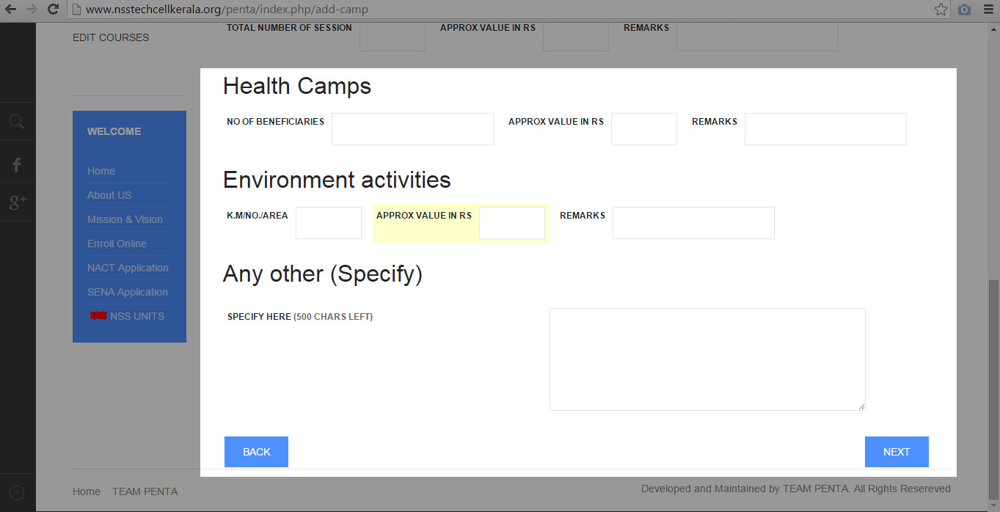 www.nsstechcellkerala.org/penta/index.php/add-camp
EDIT COURSES
TOTAL NUMBER OF SESSION APPROX VALUE IN RS REMARKS
WELCOME
Home
About US
Mission & Vision
Enroll Online
NACT Application
SENA Application
NSS UNITS
Health Camps
NO OF BENEFICIARIES APPROX VALUE IN RS REMARKS
Environment activities
K.M/NO./AREA APPROX VALUE IN RS REMARKS
Any other (Specify)
SPECIFY HERE (500 CHARS LEFT)
BACK NEXT
Home TEAM PENTA
Developed and Maintained by TEAM PENTA. All Rights Resereved